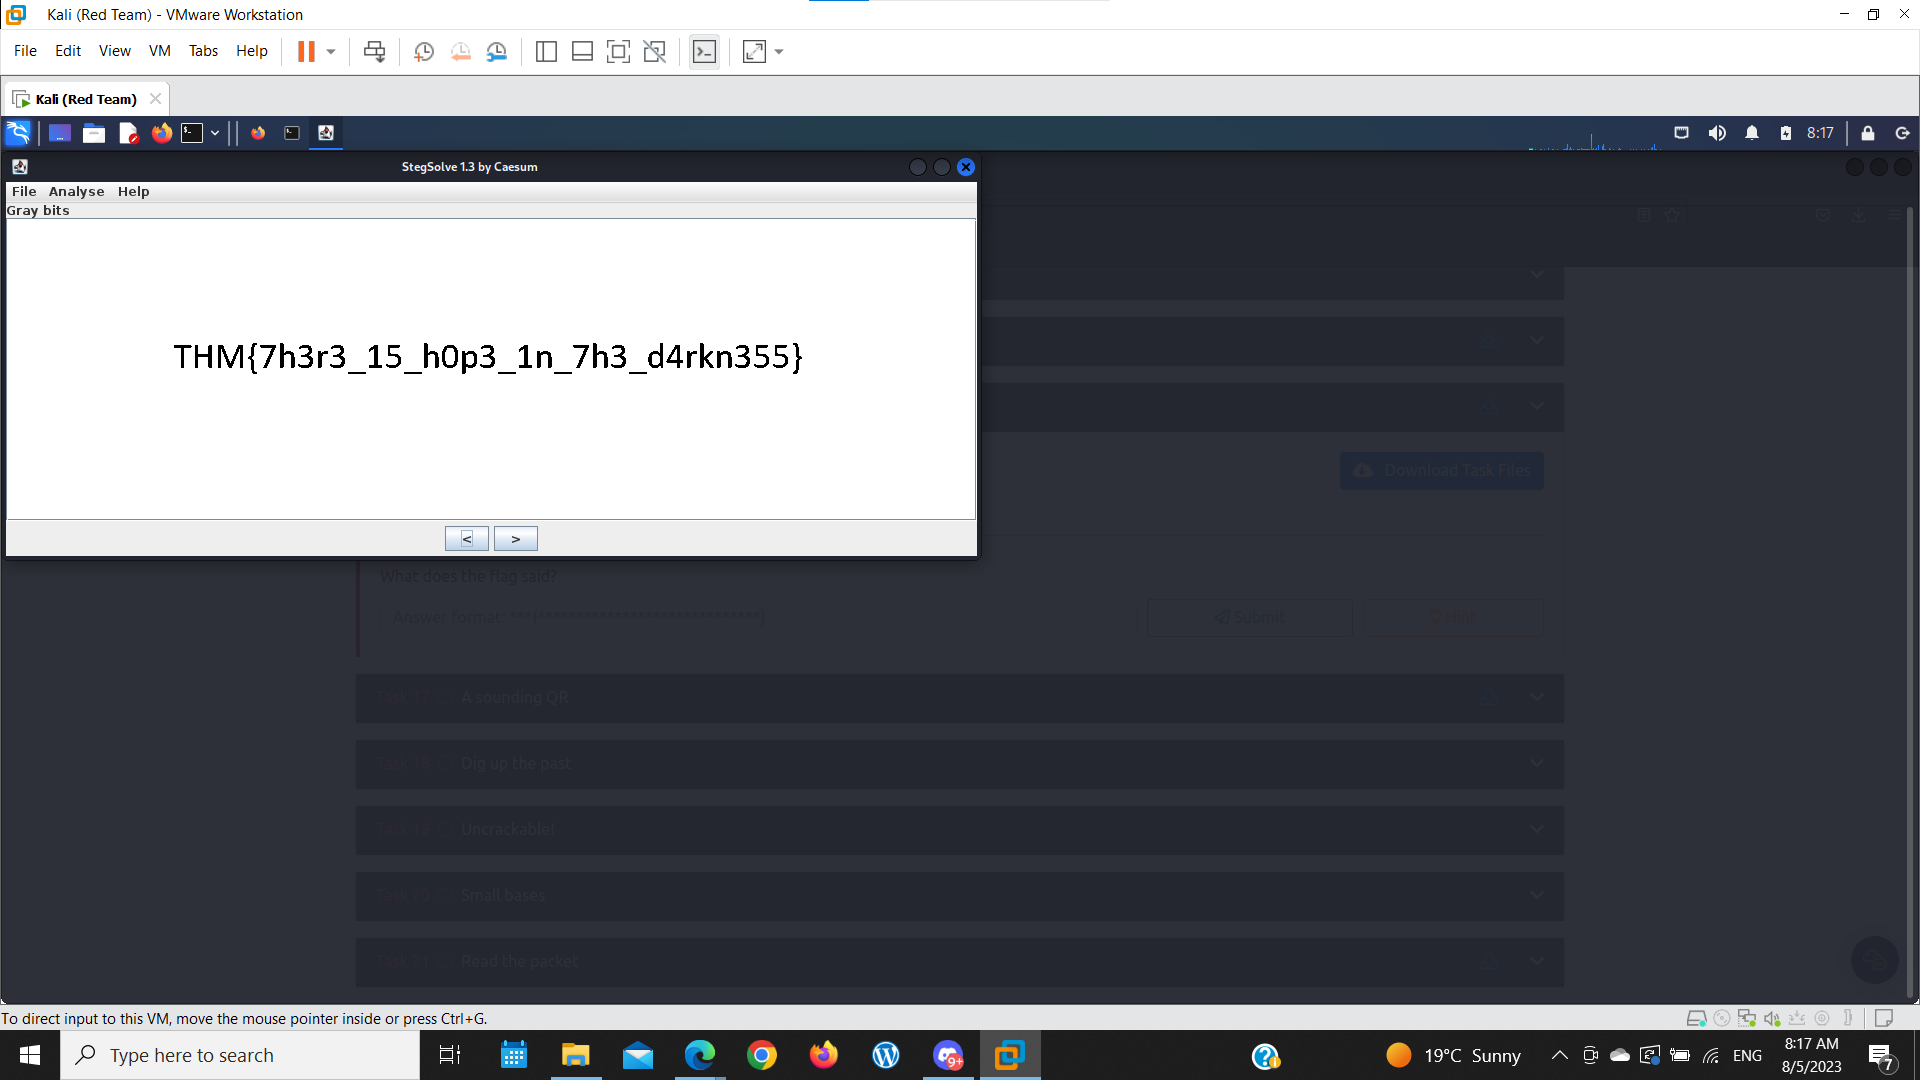 Kali (Red Team) - VMware Workstation
File Edit View VM Tabs Help
Kali (Red Team)
8:17
StegSolve 1.3 by Caesum
File Analyse Help
Gray bits
THM{7h3r3_15_h0p3_1n_7h3_d4rkn355}
< >
Download Task Files
What does the flag said?
Submit
Hint
Task 17 A sounding QR
Task 18 Dig up the past
Task 19 Uncrackable!
Task 20 Small bases
Task 21 Read the packet
To direct input to this VM, move the mouse pointer inside or press Ctrl+G.
Type here to search
9+
19°C Sunny
ENG
8:17 AM
8/5/2023
7